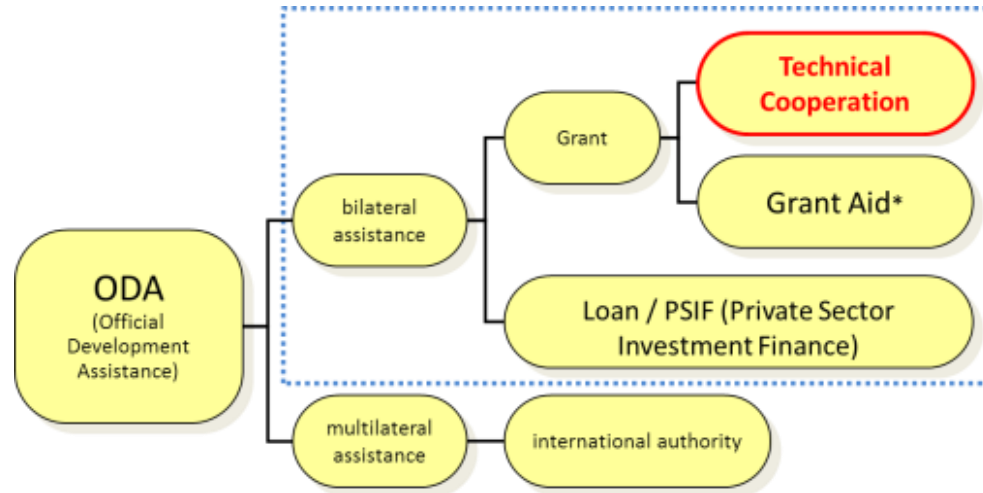 Technical
Cooperation
Grant
Grant Aid*
bilateral
assistance
ODA
(Official
Development
Assistance)
Loan / PSIF (Private Sector
Investment Finance)
multilateral
assistance
international authority